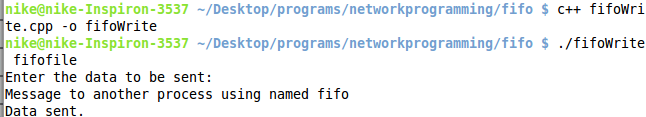 nike@nike-Inspiron-3537 ~/Desktop/programs/networkprogramming/fifo $ c++ fifoWri
te.cpp -o fifoWrite
nike@nike-Inspiron-3537 ~/Desktop/programs/networkprogramming/fifo $ ./fifoWrite
 fifofile
Enter the data to be sent:
Message to another process using named fifo
Data sent.